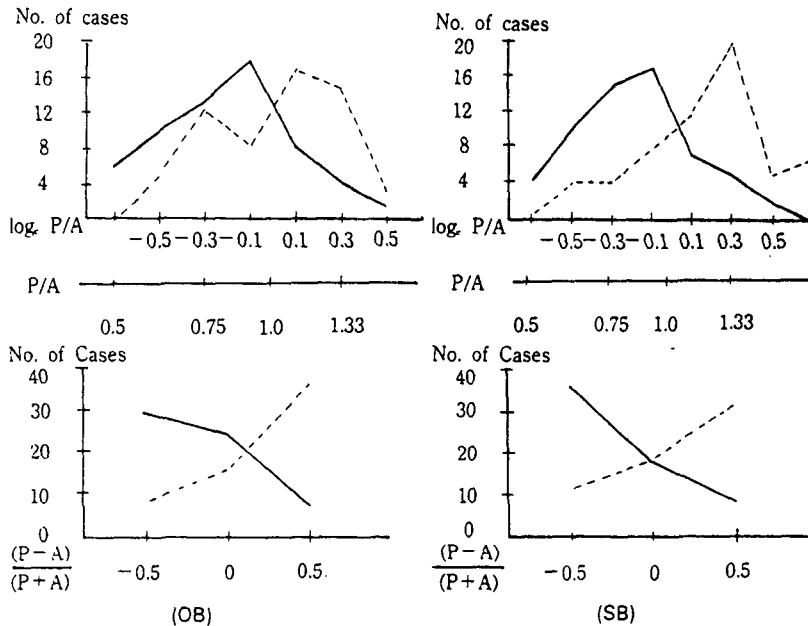 No. of cases
20
16
12
8
4
logₑ P/A
−0.5 −0.3 −0.1 0.1 0.3 0.5
P/A
0.5 0.75 1.0 1.33
No. of Cases
40
30
20
10
0
(P−A)
(P+A)
−0.5 0 0.5
(OB)
No. of cases
20
16
12
8
4
logₑ P/A
−0.5 −0.3 −0.1 0.1 0.3 0.5
P/A
0.5 0.75 1.0 1.33
No. of Cases
40
30
20
10
0
(P−A)
(P+A)
−0.5 0 0.5
(SB)